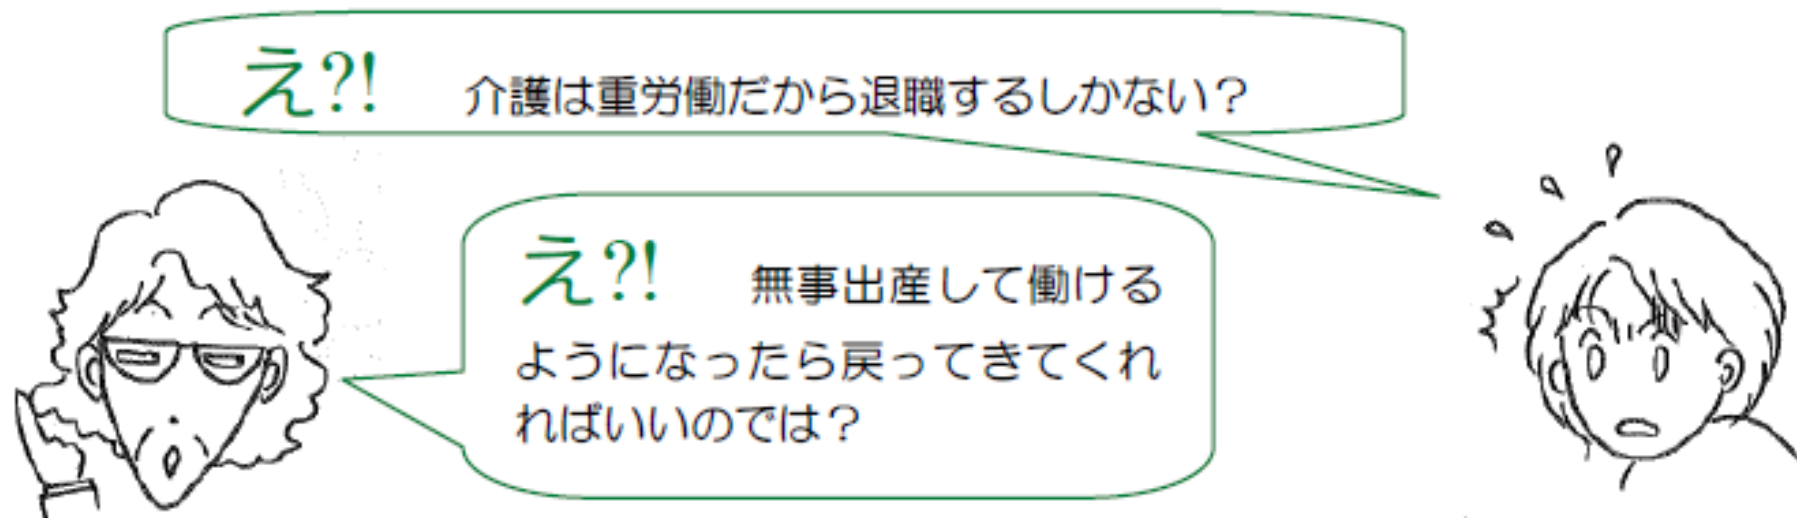 え?! 介護は重労働だから退職するしかない？
え?! 無事出産して働ける
ようになったら戻ってきてくれ
ればいいのでは？